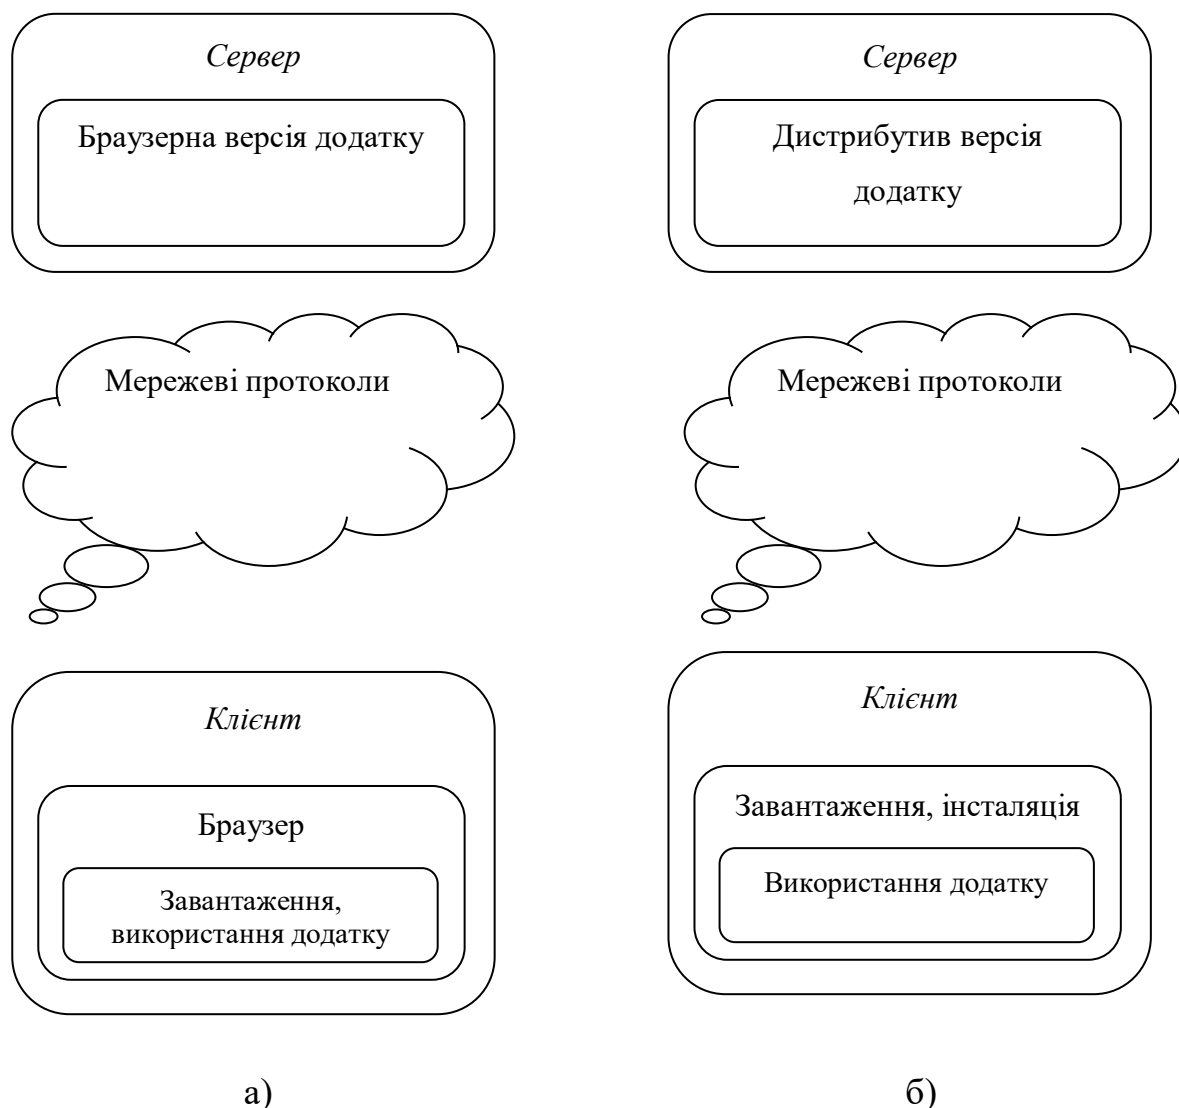 Сервер
Браузерна версія додатку
Мережеві протоколи
Клієнт
Браузер
Завантаження,
використання додатку
а)
Сервер
Дистрибутив версія
додатку
Мережеві протоколи
Клієнт
Завантаження, інсталяція
Використання додатку
б)